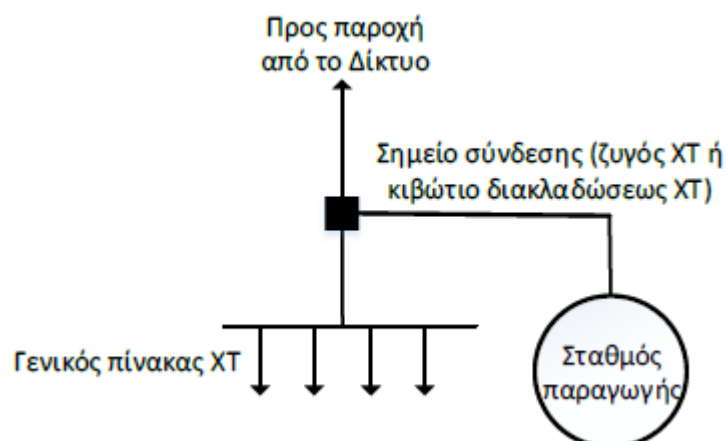 Προς παροχή
από το Δίκτυο
Σημείο σύνδεσης (ζυγός ΧΤ ή
κιβώτιο διακλαδώσεως ΧΤ)
Γενικός πίνακας ΧΤ
Σταθμός
παραγωγής